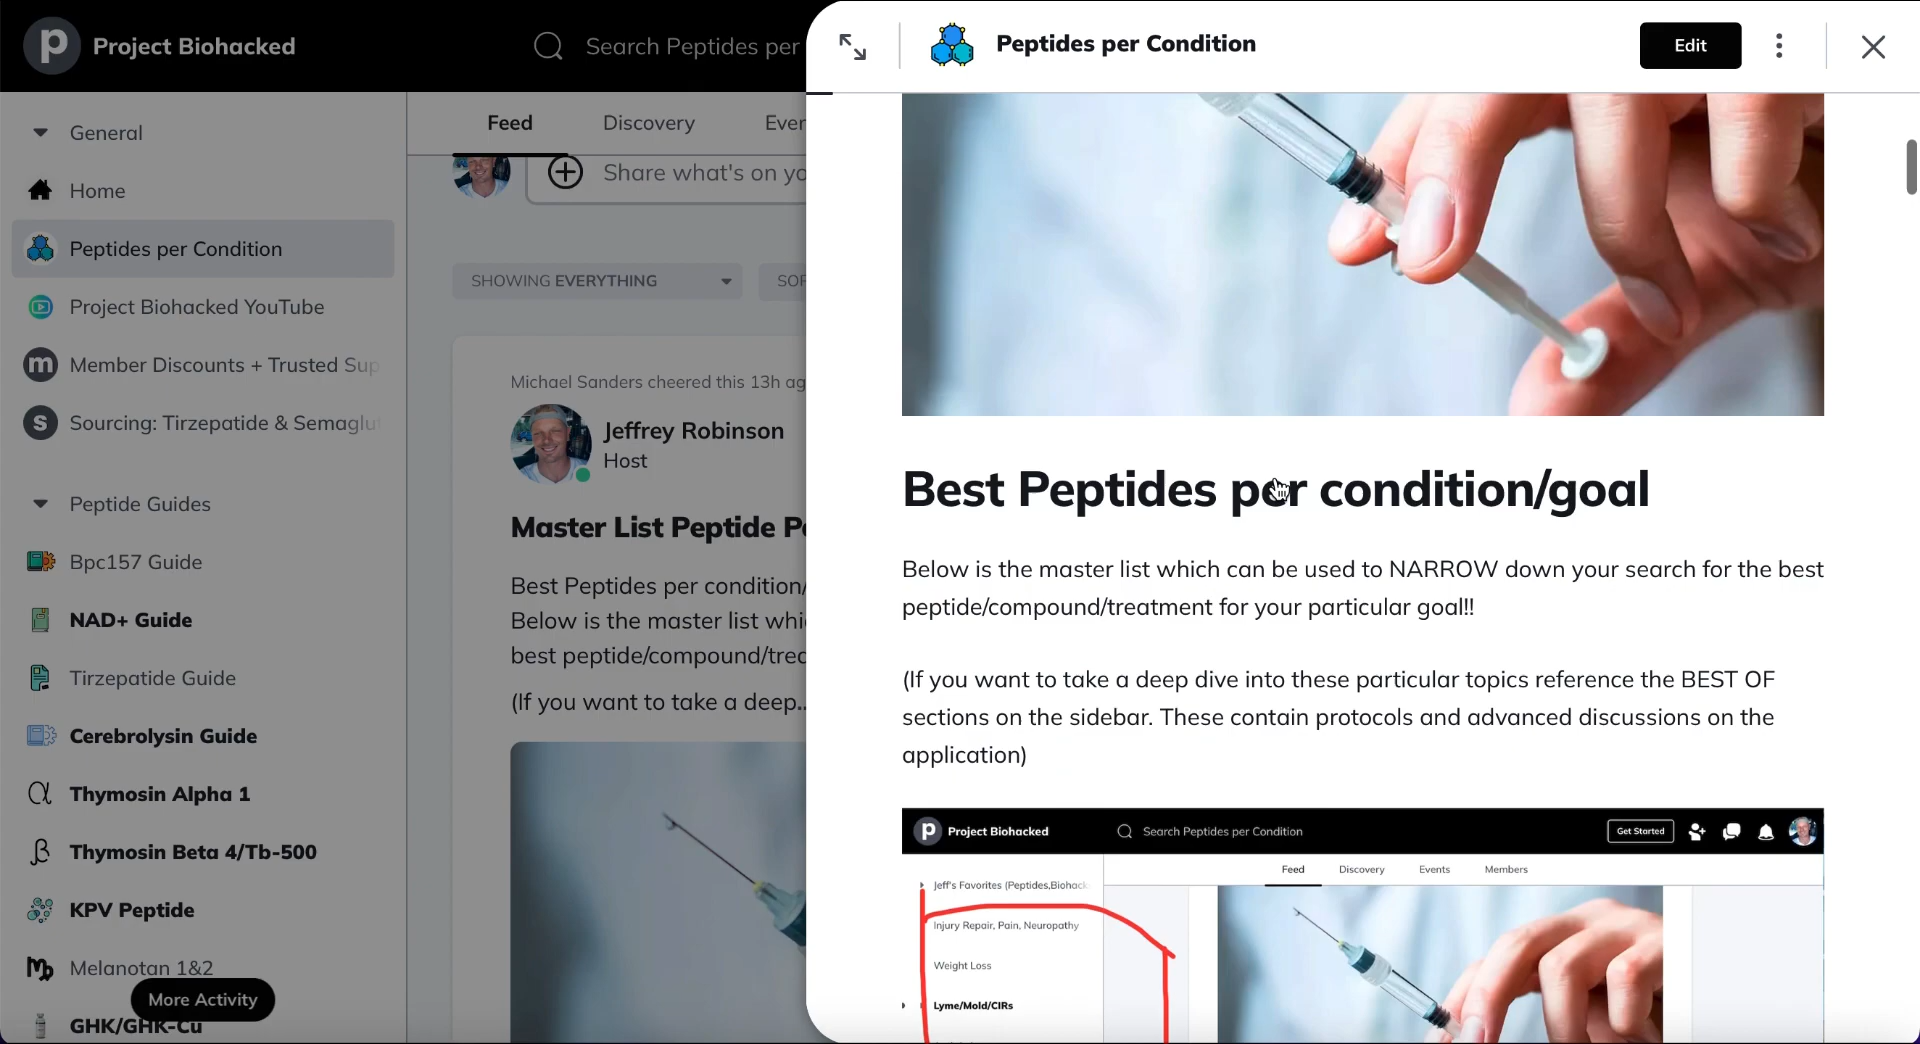 Project Biohacked
Search Peptides per
General
Home
Peptides per Condition
Project Biohacked YouTube
Member Discounts + Trusted Sup
Sourcing: Tirzepatide & Semaglut
Peptide Guides
Bpc157 Guide
NAD+ Guide
Tirzepatide Guide
Cerebrolysin Guide
Thymosin Alpha 1
Thymosin Beta 4/Tb-500
KPV Peptide
Melanotan 1&2
More Activity
GHK/GHK-Cu
Feed
Discovery
Ever
Share what's on yo
SHOWING EVERYTHING
SOR
Michael Sanders cheered this 13h ag
Jeffrey Robinson
Host
Master List Peptide Pe
Best Peptides per condition/
Below is the master list whi
best peptide/compound/trea
(If you want to take a deep..
Peptides per Condition
Edit
Best Peptides per condition/goal
Below is the master list which can be used to NARROW down your search for the best
peptide/compound/treatment for your particular goal!!
(If you want to take a deep dive into these particular topics reference the BEST OF
sections on the sidebar. These contain protocols and advanced discussions on the
application)
Project Biohacked
Search Peptides per Condition
Get Started
Feed
Discovery
Events
Members
Jeff's Favorites (Peptides,Biohack
Injury Repair, Pain, Neuropathy
Weight Loss
Lyme/Mold/CIRs